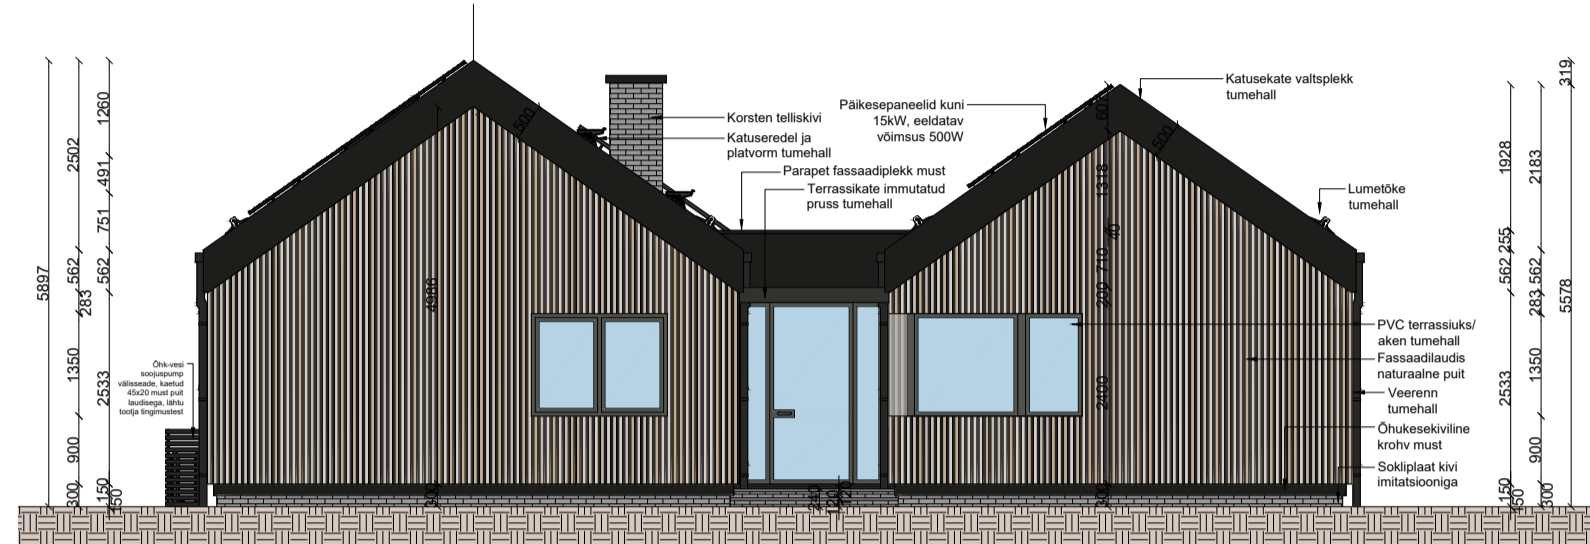 Korsten telliskivi
Katuseredel ja
platvorm tumehall
Parapet fassaadiplekk must
Terrassikate immutatud
pruss tumehall
Päikesepaneelid kuni
15kW, eeldatav
võimsus 500W
Katusekate valtsplekk
tumehall
Lumetõke
tumehall
PVC terrassiuks/
aken tumehall
Fassaadilaudis
naturaalne puit
Veerenn
tumehall
Õhukesekiviline
krohv must
Sokliplaat kivi
imitatsiooniga
Õhk-vesi
soojuspump
välisseade, kaetud
45x20 must puit
laudisega, lähtu
tootja tingimustest
5897
2502
562
283
1350
900
300
1260
491
751
562
2533
150
150
500
4986
300
240
120
120
60
1318
40
710
200
2400
300
500
1928
255
562
2533
150
150
2183
562
283
1350
900
300
319
5578